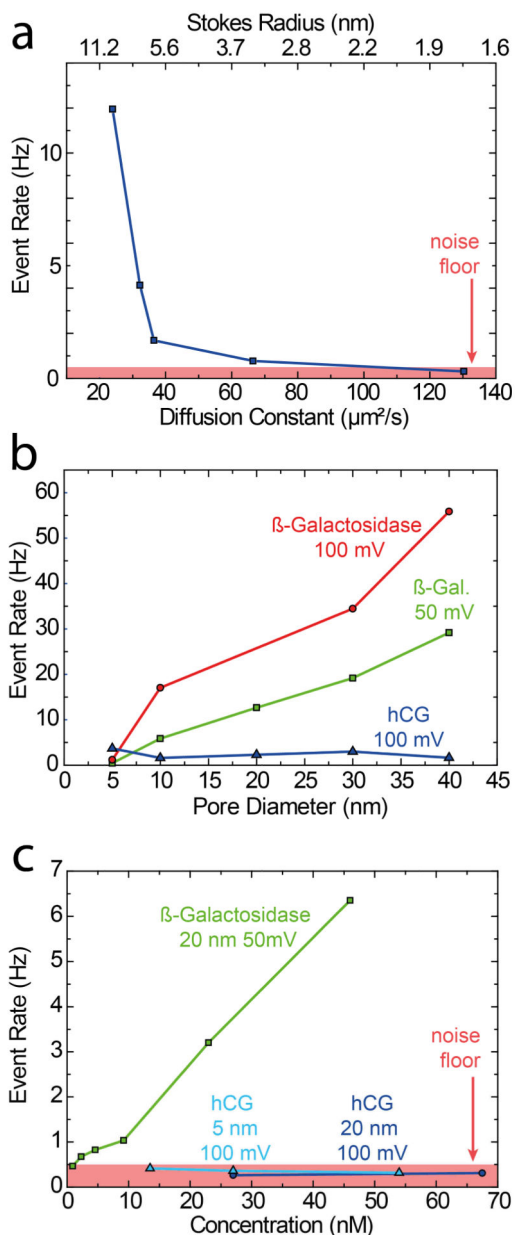 a
Stokes Radius (nm)
11.2 5.6 3.7 2.8 2.2 1.9 1.6
Event Rate (Hz)
10
5
0
noise
floor
20 40 60 80 100 120 140
Diffusion Constant (µm²/s)
b
Event Rate (Hz)
60
50
40
30
20
10
0
ß-Galactosidase
100 mV
ß-Gal.
50 mV
hCG
100 mV
0 5 10 15 20 25 30 35 40 45
Pore Diameter (nm)
c
Event Rate (Hz)
7
6
5
4
3
2
1
0
ß-Galactosidase
20 nm 50mV
noise
floor
hCG
5 nm
100 mV
hCG
20 nm
100 mV
0 10 20 30 40 50 60 70
Concentration (nM)